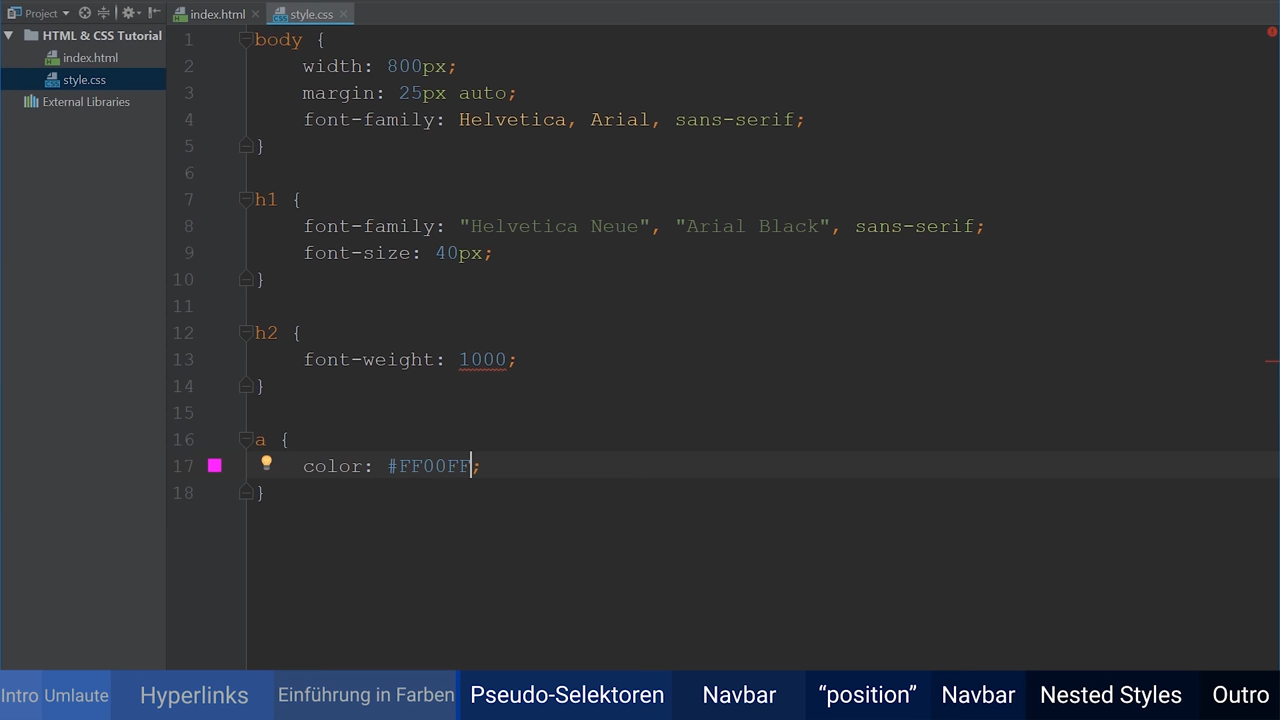 Project
index.html
style.css
HTML & CSS Tutorial
index.html
style.css
External Libraries
1 body {
2 width: 800px;
3 margin: 25px auto;
4 font-family: Helvetica, Arial, sans-serif;
5 }
6
7 h1 {
8 font-family: "Helvetica Neue", "Arial Black", sans-serif;
9 font-size: 40px;
10 }
11
12 h2 {
13 font-weight: 1000;
14 }
15
16 a {
17 color: #FF00FF;
18 }
Intro Umlaute Hyperlinks Einführung in Farben Pseudo-Selektoren Navbar “position” Navbar Nested Styles Outro